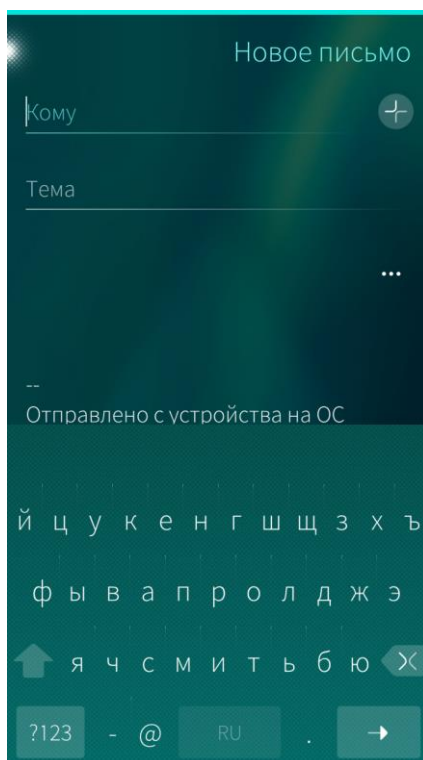 Новое письмо
Кому
Тема
...
--
Отправлено с устройства на ОС
й ц у к е н г ш щ з х ъ
ф ы в а п р о л д ж э
я ч с м и т ь б ю
?123 - @ RU .